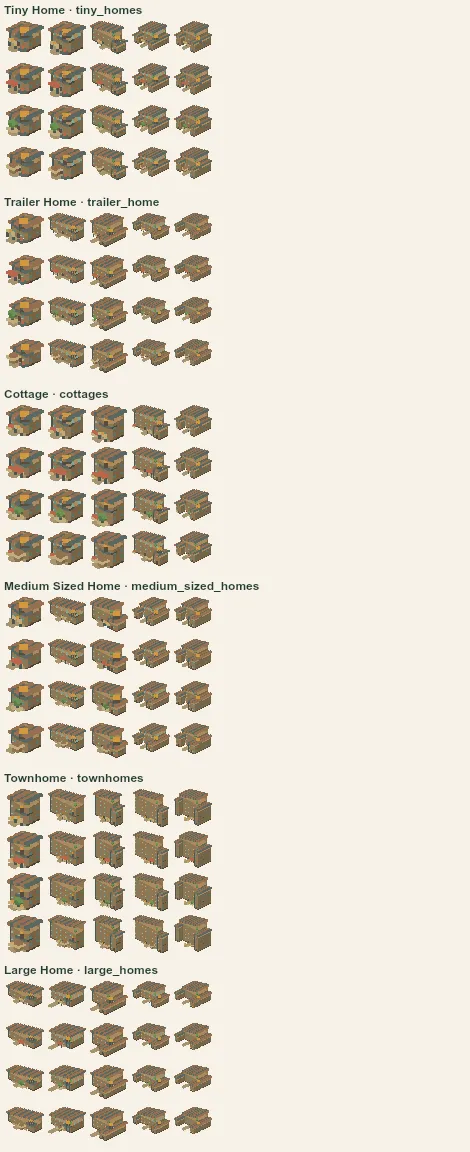 Tiny Home · tiny_homes
Trailer Home · trailer_home
Cottage · cottages
Medium Sized Home · medium_sized_homes
Townhome · townhomes
Large Home · large_homes